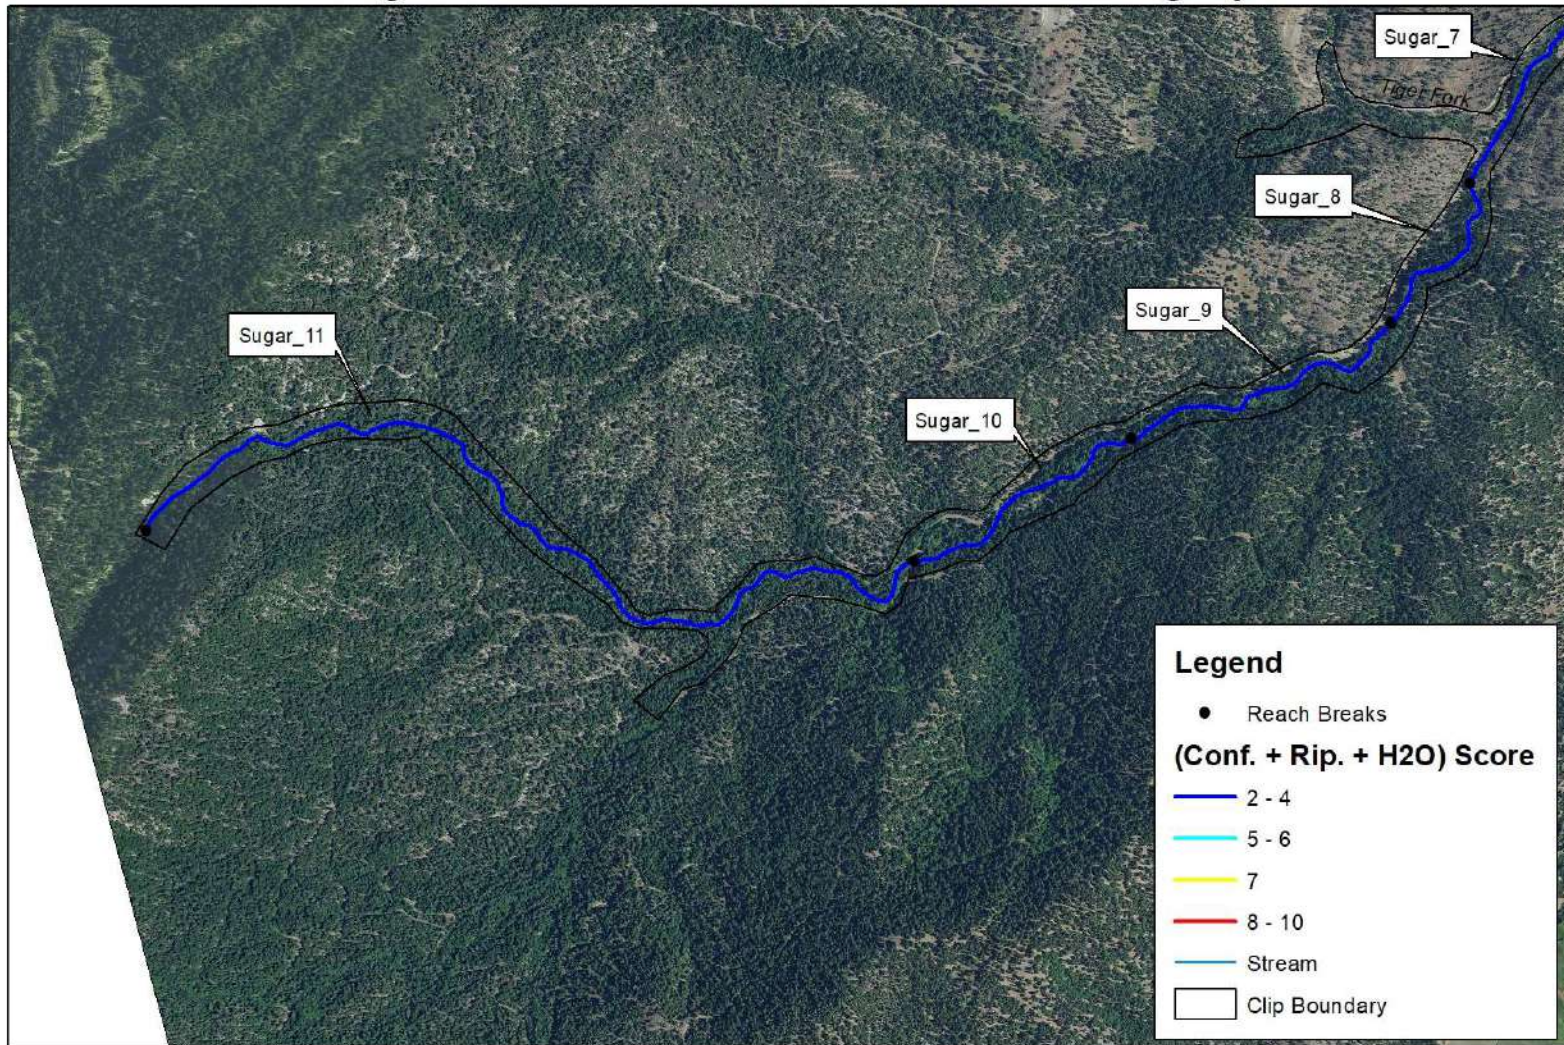 Sugar_7
Tiger Fork
Sugar_8
Sugar_9
Sugar_11
Sugar_10
Legend
Reach Breaks
(Conf. + Rip. + H2O) Score
2 - 4
5 - 6
7
8 - 10
Stream
Clip Boundary